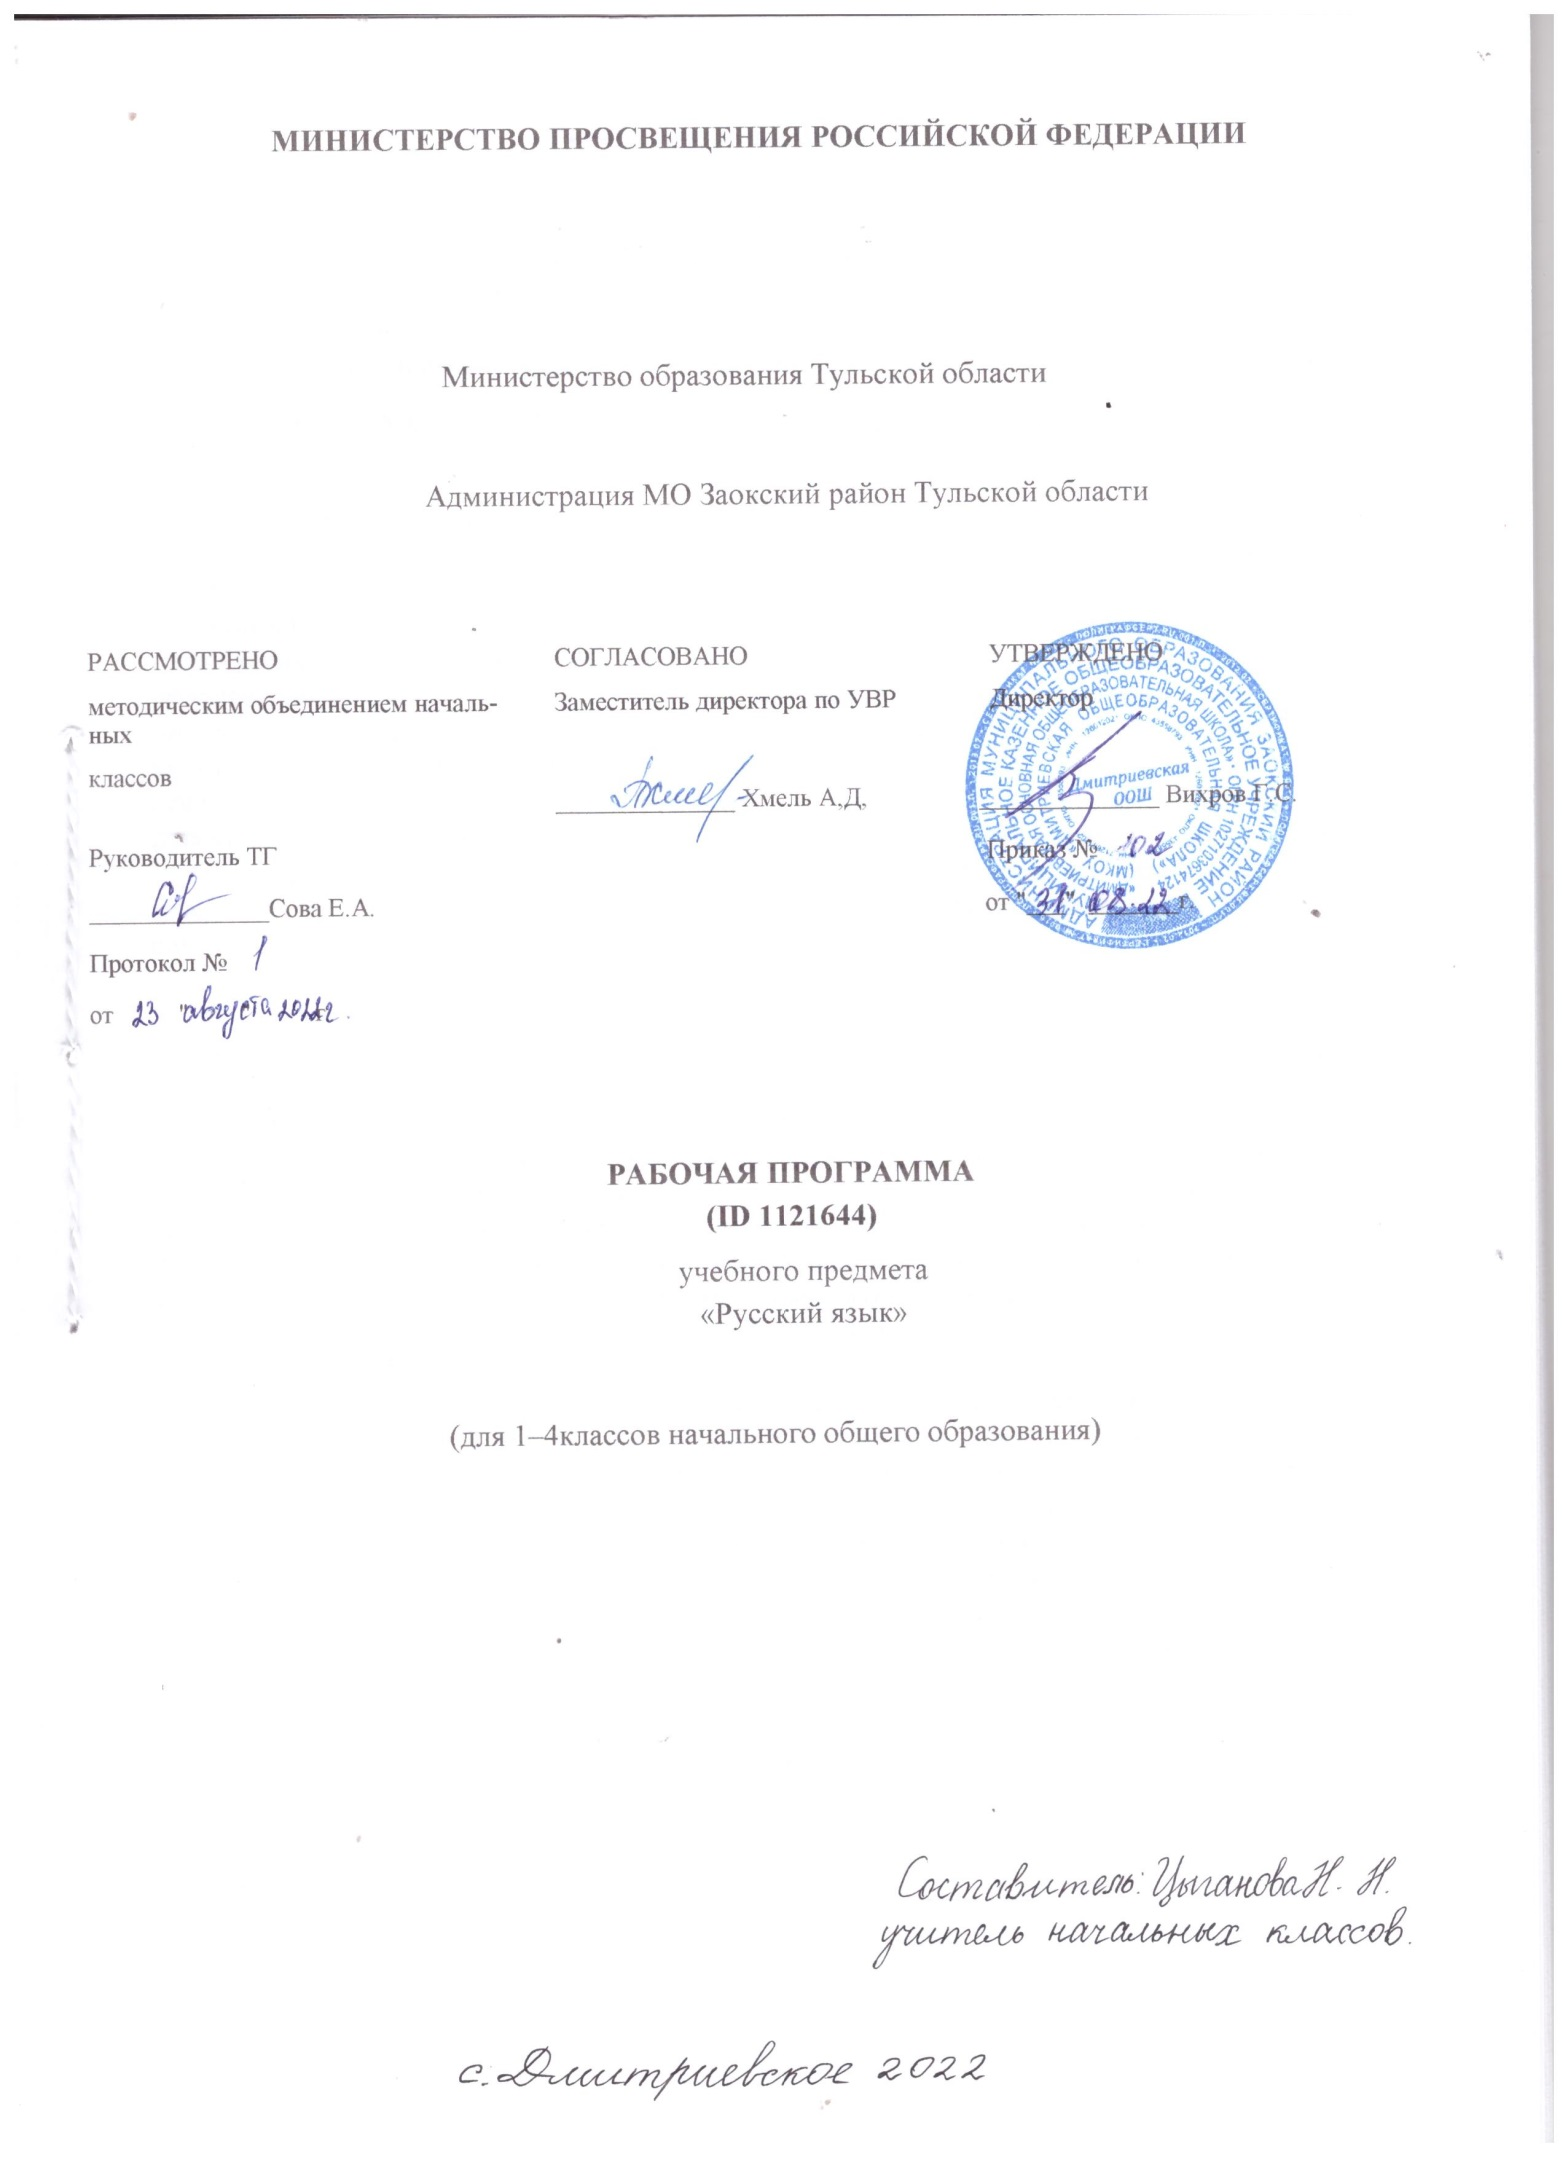 МИНИСТЕРСТВО ПРОСВЕЩЕНИЯ РОССИЙСКОЙ ФЕДЕРАЦИИ
Министерство образования Тульской области
Администрация МО Заокский район Тульской области
РАССМОТРЕНО
методическим объединением началь-
ных
классов
Руководитель ТГ
Сова Е.А.
Протокол № 1
от 23 августа 2022г.
СОГЛАСОВАНО
Заместитель директора по УВР
Хмель А,Д,
УТВЕРЖДЕНО
Директор
Вихров Г.С.
Приказ № 102
от "31" 08.22 г.
Дмитриевская
ООШ
РАБОЧАЯ ПРОГРАММА
(ID 1121644)
учебного предмета
«Русский язык»
(для 1–4классов начального общего образования)
Составитель: Цыганова Н. Н.
учитель начальных классов.
с. Дмитриевское 2022